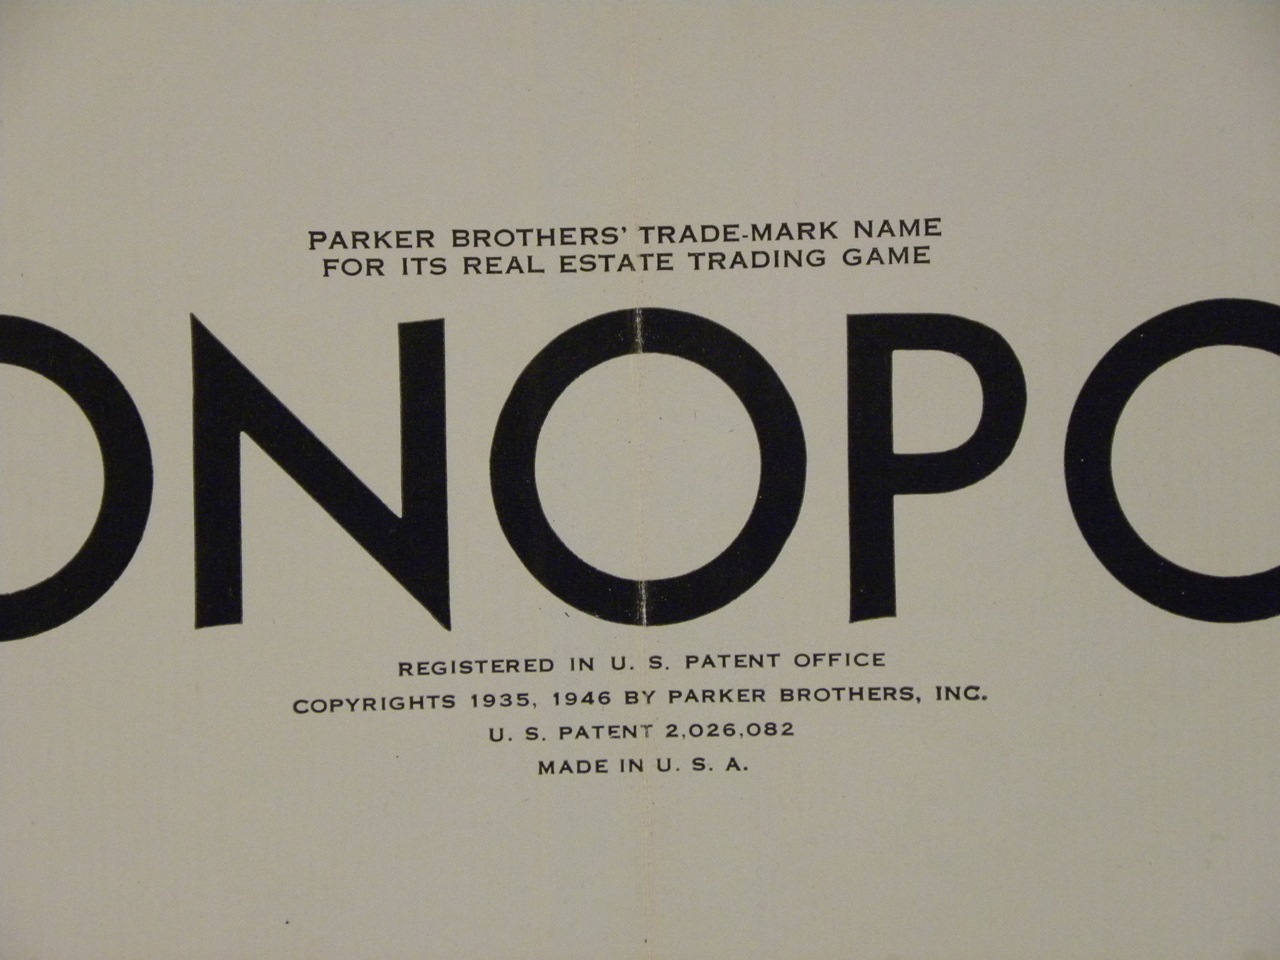 PARKER BROTHERS' TRADE-MARK NAME
FOR ITS REAL ESTATE TRADING GAME
ONOPO
REGISTERED IN U. S. PATENT OFFICE
COPYRIGHTS 1935, 1946 BY PARKER BROTHERS, INC.
U. S. PATENT 2,026,082
MADE IN U. S. A.